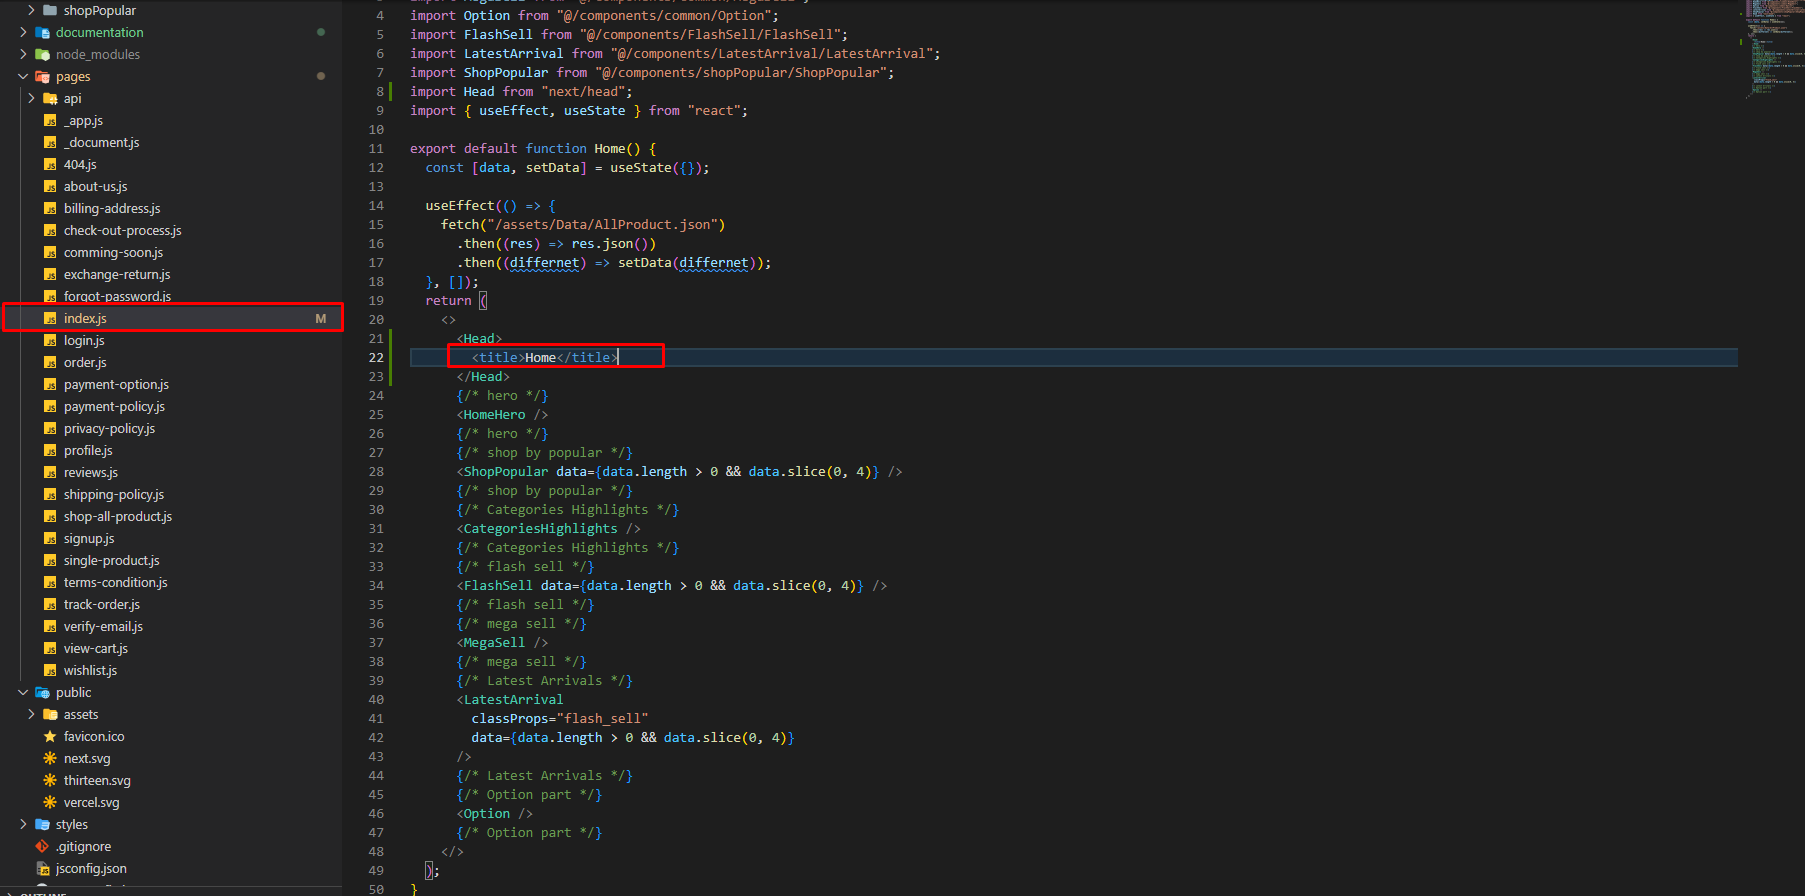 shopPopular
documentation
node_modules
pages
api
_app.js
_document.js
404.js
about-us.js
billing-address.js
check-out-process.js
comming-soon.js
exchange-return.js
forgot-password.js
index.js M
login.js
order.js
payment-option.js
payment-policy.js
privacy-policy.js
profile.js
reviews.js
shipping-policy.js
shop-all-product.js
signup.js
single-product.js
terms-condition.js
track-order.js
verify-email.js
view-cart.js
wishlist.js
public
assets
favicon.ico
next.svg
thirteen.svg
vercel.svg
styles
.gitignore
jsconfig.json
4 import Option from "@/components/common/Option";
5 import FlashSell from "@/components/FlashSell/FlashSell";
6 import LatestArrival from "@/components/LatestArrival/LatestArrival";
7 import ShopPopular from "@/components/shopPopular/ShopPopular";
8 import Head from "next/head";
9 import { useEffect, useState } from "react";
10
11 export default function Home() {
12 const [data, setData] = useState({});
13
14 useEffect(() => {
15 fetch("/assets/Data/AllProduct.json")
16 .then((res) => res.json())
17 .then((differnet) => setData(differnet));
18 }, []);
19 return (
20 <>
21 <Head>
22 <title>Home</title>
23 </Head>
24 {/* hero */}
25 <HomeHero />
26 {/* hero */}
27 {/* shop by popular */}
28 <ShopPopular data={data.length > 0 && data.slice(0, 4)} />
29 {/* shop by popular */}
30 {/* Categories Highlights */}
31 <CategoriesHighlights />
32 {/* Categories Highlights */}
33 {/* flash sell */}
34 <FlashSell data={data.length > 0 && data.slice(0, 4)} />
35 {/* flash sell */}
36 {/* mega sell */}
37 <MegaSell />
38 {/* mega sell */}
39 {/* Latest Arrivals */}
40 <LatestArrival
41 classProps="flash_sell"
42 data={data.length > 0 && data.slice(0, 4)}
43 />
44 {/* Latest Arrivals */}
45 {/* Option part */}
46 <Option />
47 {/* Option part */}
48 </>
49 );
50 }